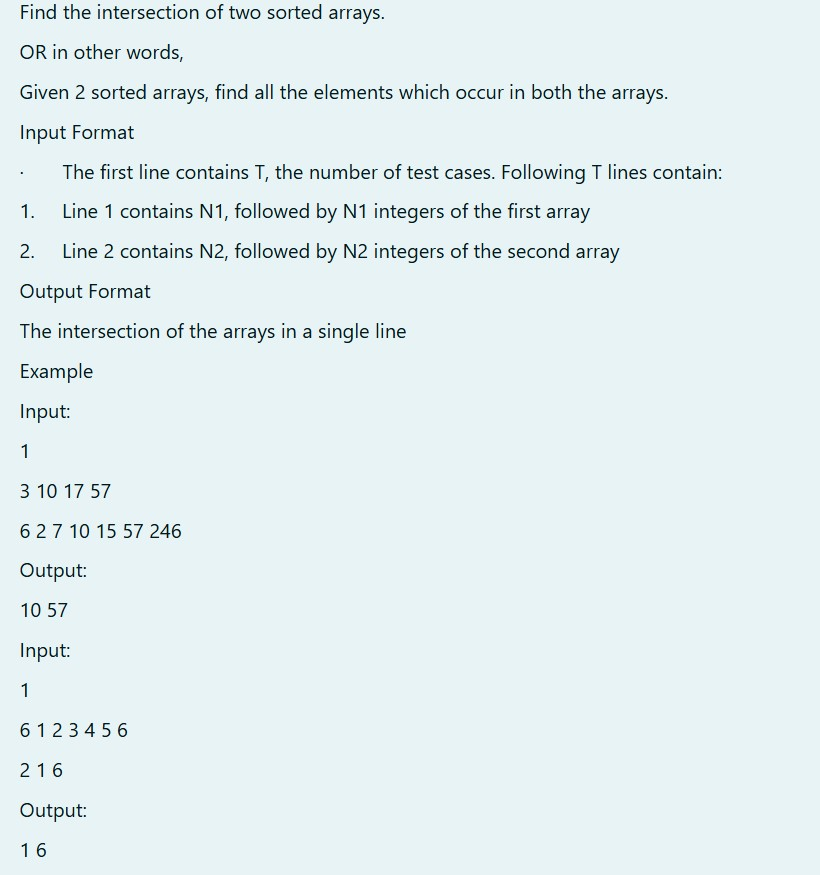 Find the intersection of two sorted arrays.
OR in other words,
Given 2 sorted arrays, find all the elements which occur in both the arrays.
Input Format
· The first line contains T, the number of test cases. Following T lines contain:
1. Line 1 contains N1, followed by N1 integers of the first array
2. Line 2 contains N2, followed by N2 integers of the second array
Output Format
The intersection of the arrays in a single line
Example
Input:
1
3 10 17 57
6 2 7 10 15 57 246
Output:
10 57
Input:
1
6 1 2 3 4 5 6
2 1 6
Output:
1 6